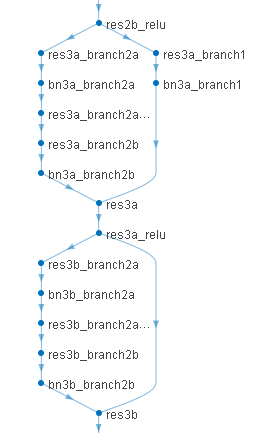 res2b_relu
res3a_branch2a
res3a_branch1
bn3a_branch2a
bn3a_branch1
res3a_branch2a...
res3a_branch2b
bn3a_branch2b
res3a
res3a_relu
res3b_branch2a
bn3b_branch2a
res3b_branch2a...
res3b_branch2b
bn3b_branch2b
res3b